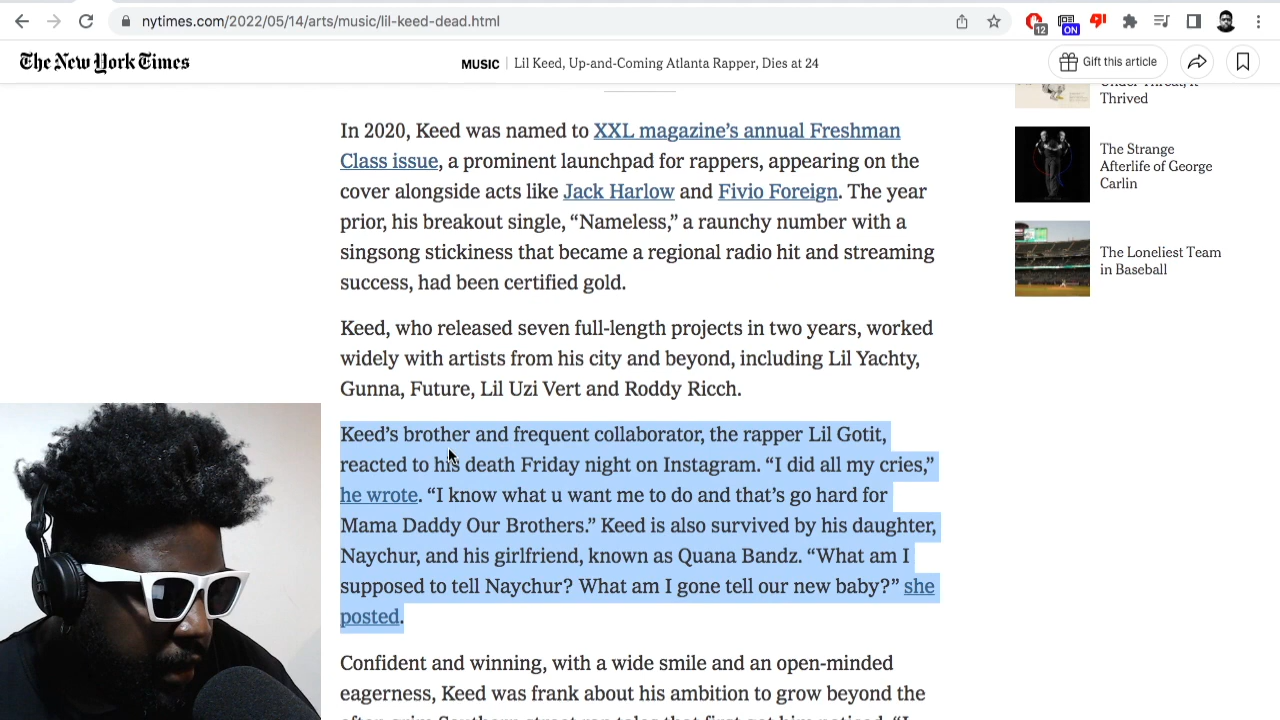 nytimes.com/2022/05/14/arts/music/lil-keed-dead.html
12
ON
The New York Times
MUSIC | Lil Keed, Up-and-Coming Atlanta Rapper, Dies at 24
Gift this article
In 2020, Keed was named to XXL magazine’s annual Freshman
Class issue, a prominent launchpad for rappers, appearing on the
cover alongside acts like Jack Harlow and Fivio Foreign. The year
prior, his breakout single, “Nameless,” a raunchy number with a
singsong stickiness that became a regional radio hit and streaming
success, had been certified gold.
Keed, who released seven full-length projects in two years, worked
widely with artists from his city and beyond, including Lil Yachty,
Gunna, Future, Lil Uzi Vert and Roddy Ricch.
Keed’s brother and frequent collaborator, the rapper Lil Gotit,
reacted to his death Friday night on Instagram. “I did all my cries,”
he wrote. “I know what u want me to do and that’s go hard for
Mama Daddy Our Brothers.” Keed is also survived by his daughter,
Naychur, and his girlfriend, known as Quana Bandz. “What am I
supposed to tell Naychur? What am I gone tell our new baby?” she
posted.
Confident and winning, with a wide smile and an open-minded
eagerness, Keed was frank about his ambition to grow beyond the
Thrived
The Strange
Afterlife of George
Carlin
The Loneliest Team
in Baseball